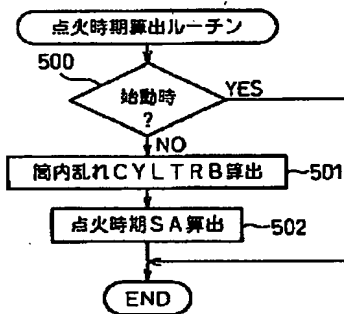 点火時期算出ルーチン
500
始動時
?
YES
NO
筒内乱れCYLTRB算出
501
点火時期SA算出
502
END